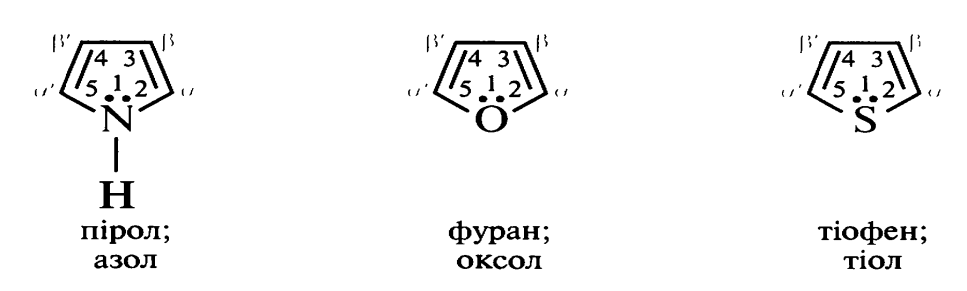 β' β β' β β' β
4 3 4 3 4 3
α' 5 1 2 α α' 5 1 2 α α' 5 1 2 α
N O S
H
пірол; фуран; тіофен;
азол оксол тіол